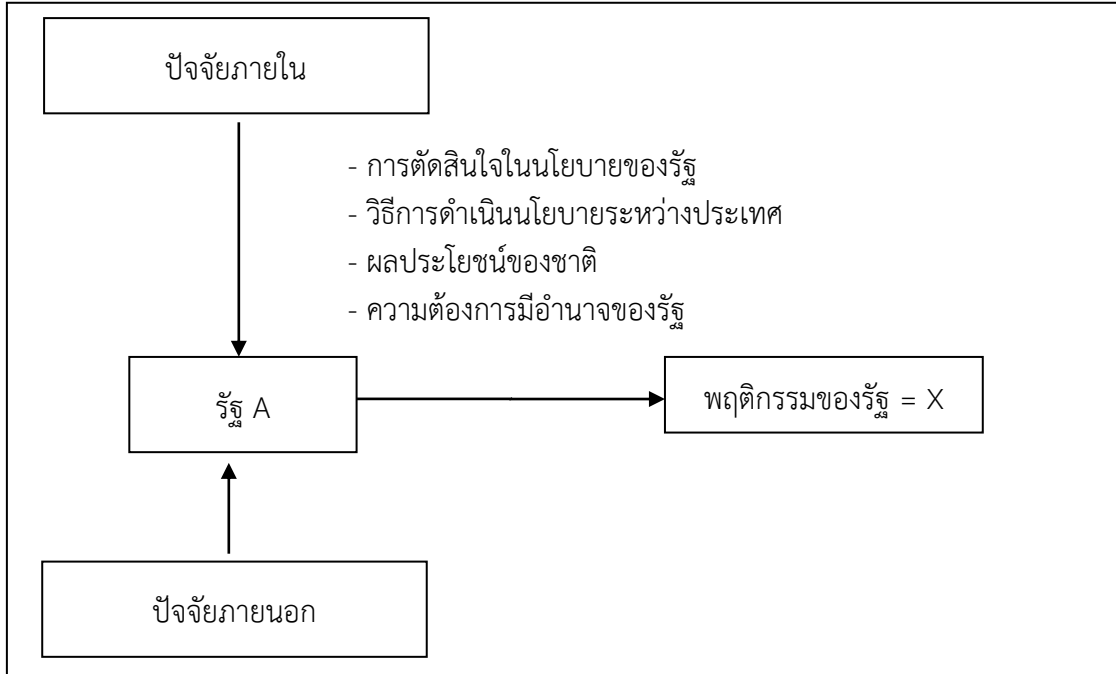 ปัจจัยภายใน
- การตัดสินใจในนโยบายของรัฐ
- วิธีการดำเนินนโยบายระหว่างประเทศ
- ผลประโยชน์ของชาติ
- ความต้องการมีอำนาจของรัฐ
รัฐ A
พฤติกรรมของรัฐ = X
ปัจจัยภายนอก